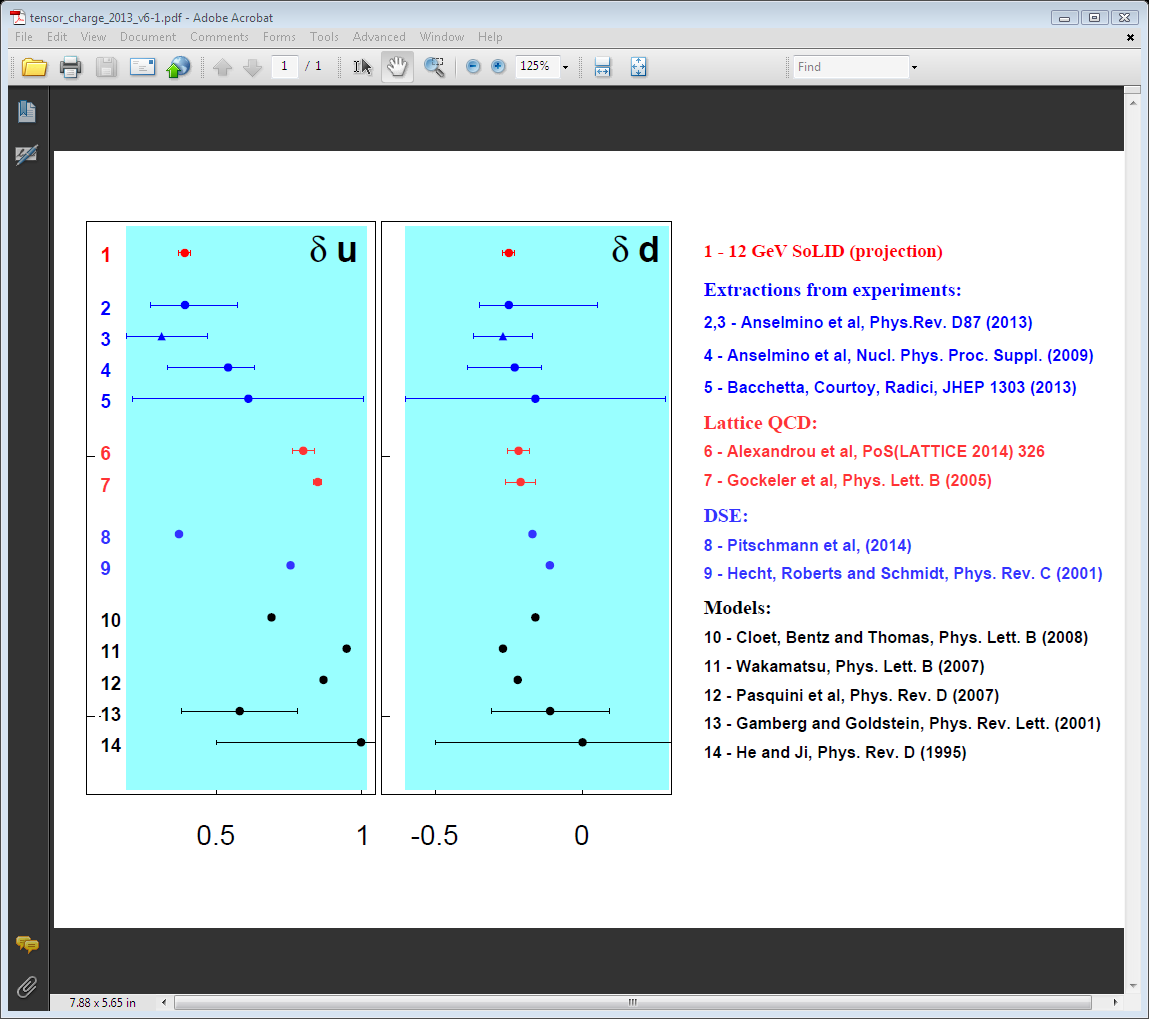 tensor_charge_2013_v6-1.pdf - Adobe Acrobat
File Edit View Document Comments Forms Tools Advanced Window Help
1 / 1 125% Find
δ u δ d
1
2
3
4
5
6
7
8
9
10
11
12
13
14
0.5 1 -0.5 0
1 - 12 GeV SoLID (projection)
Extractions from experiments:
2,3 - Anselmino et al, Phys.Rev. D87 (2013)
4 - Anselmino et al, Nucl. Phys. Proc. Suppl. (2009)
5 - Bacchetta, Courtoy, Radici, JHEP 1303 (2013)
Lattice QCD:
6 - Alexandrou et al, PoS(LATTICE 2014) 326
7 - Gockeler et al, Phys. Lett. B (2005)
DSE:
8 - Pitschmann et al, (2014)
9 - Hecht, Roberts and Schmidt, Phys. Rev. C (2001)
Models:
10 - Cloet, Bentz and Thomas, Phys. Lett. B (2008)
11 - Wakamatsu, Phys. Lett. B (2007)
12 - Pasquini et al, Phys. Rev. D (2007)
13 - Gamberg and Goldstein, Phys. Rev. Lett. (2001)
14 - He and Ji, Phys. Rev. D (1995)
7.88 x 5.65 in